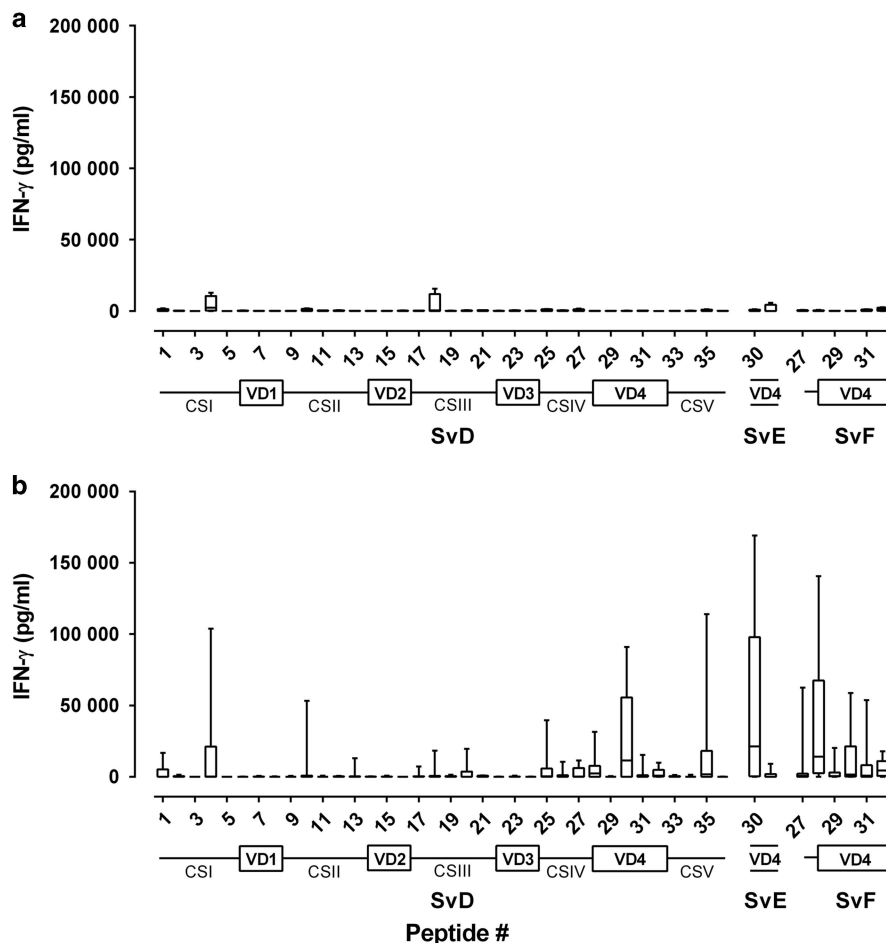 a
200 000
150 000
100 000
50 000
0
IFN-γ (pg/ml)
1 3 5 7 9 11 13 15 17 19 21 23 25 27 29 31 33 35 30 27 29 31
CSI VD1 CSII VD2 CSIII VD3 CSIV VD4 CSV VD4 VD4
SvD SvE SvF
b
200 000
150 000
100 000
50 000
0
IFN-γ (pg/ml)
1 3 5 7 9 11 13 15 17 19 21 23 25 27 29 31 33 35 30 27 29 31
CSI VD1 CSII VD2 CSIII VD3 CSIV VD4 CSV VD4 VD4
SvD SvE SvF
Peptide #